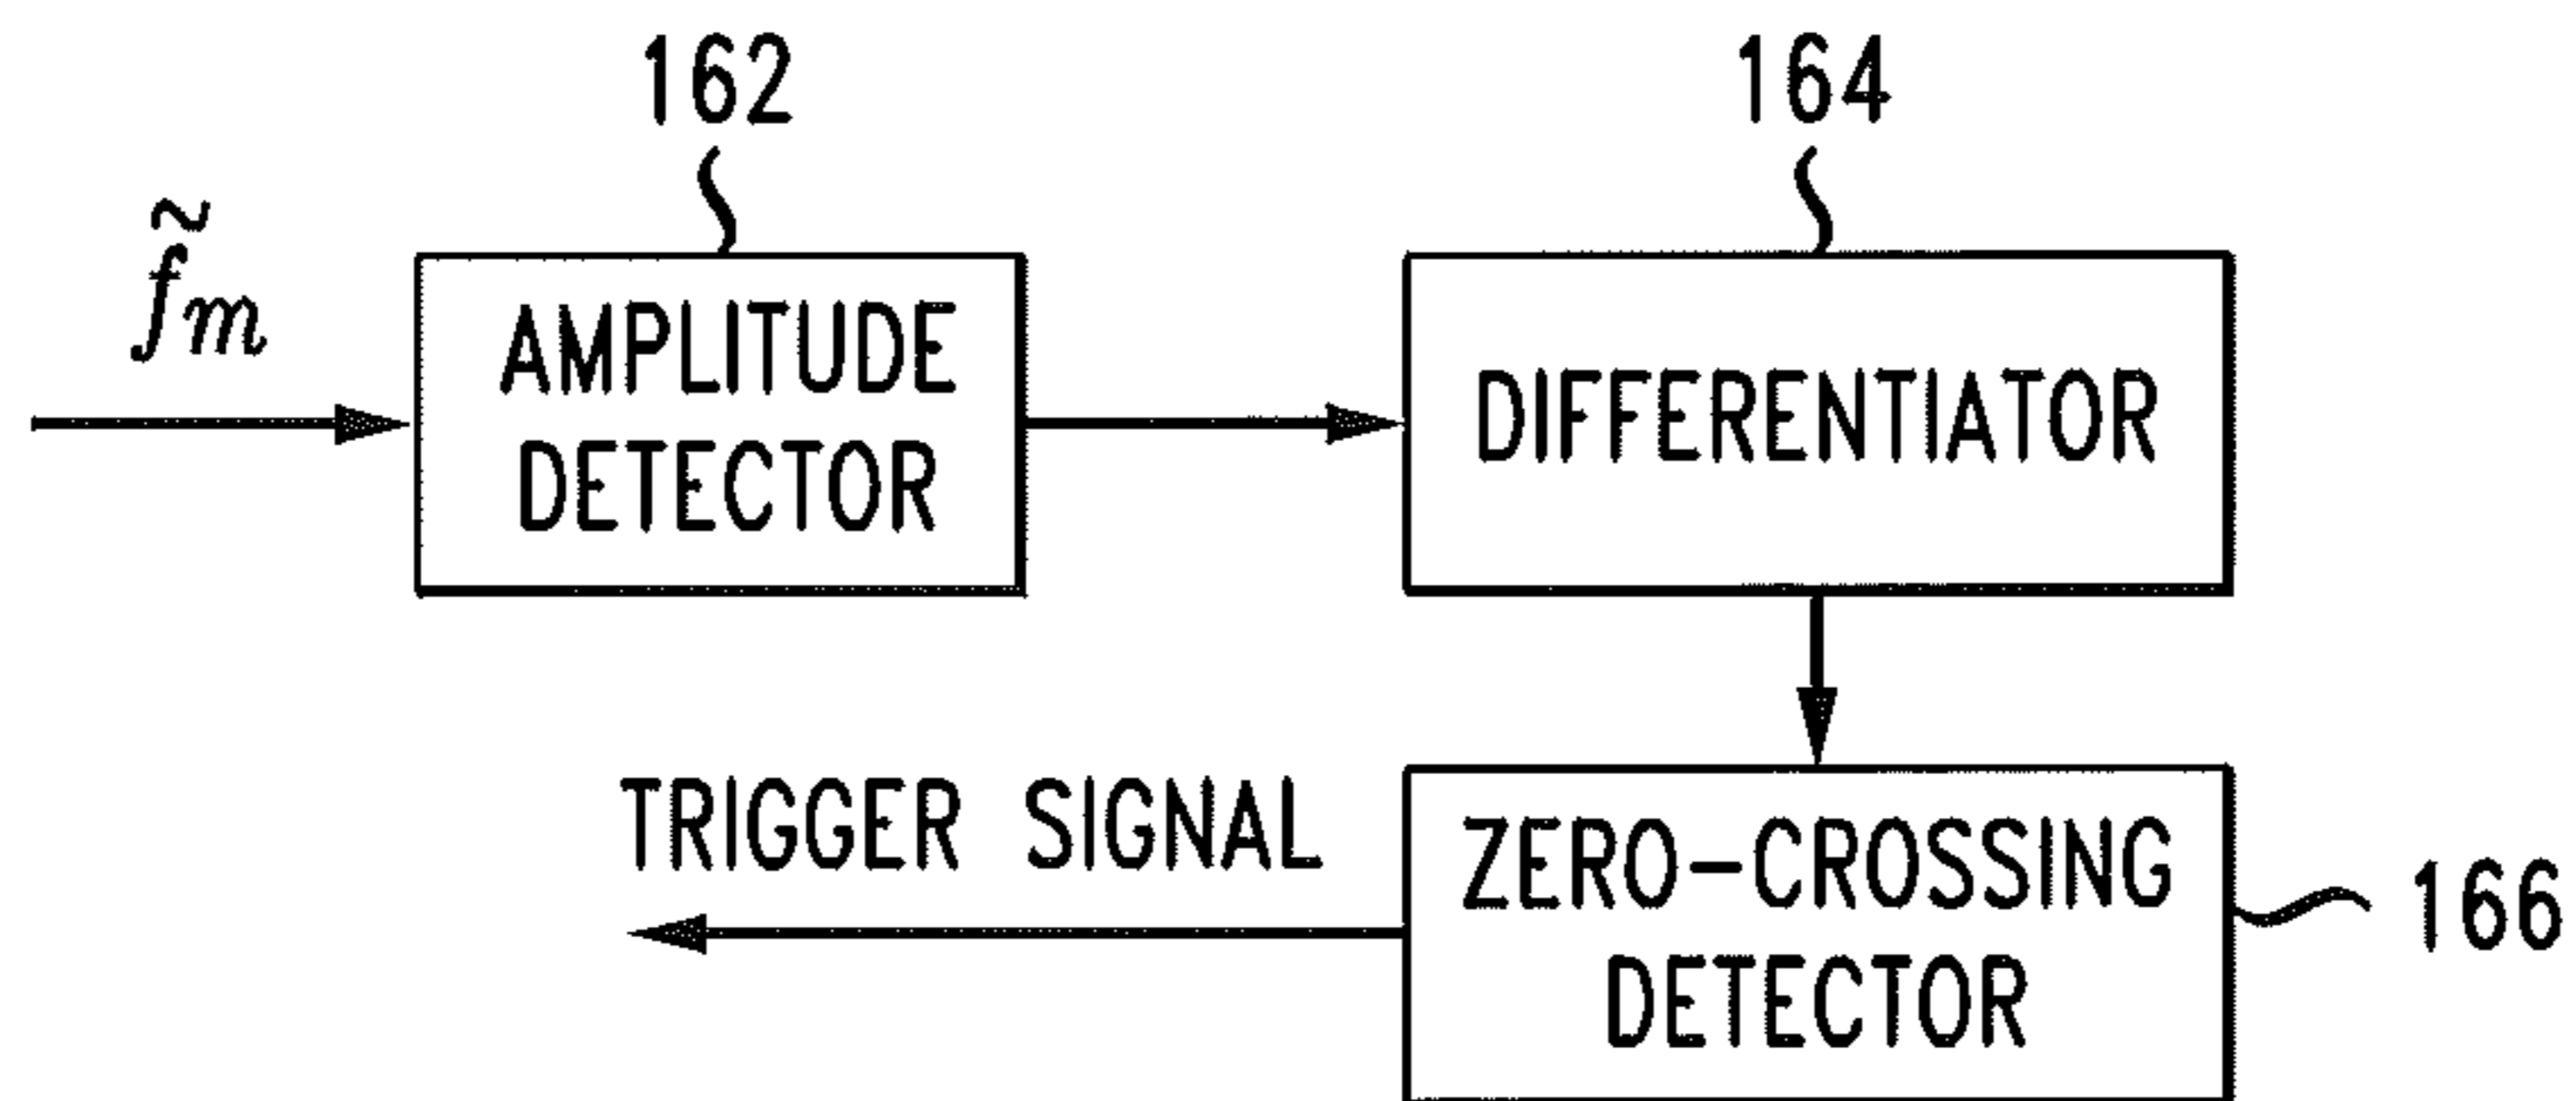 162
164
f̃m
AMPLITUDE
DETECTOR
DIFFERENTIATOR
TRIGGER SIGNAL
ZERO-CROSSING
DETECTOR
166